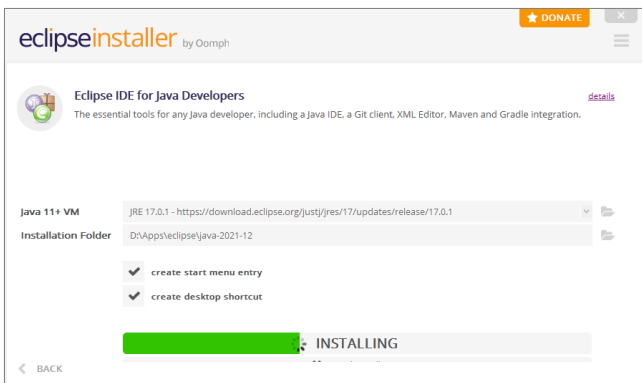 DONATE
eclipseinstaller by Oomph
Eclipse IDE for Java Developers
details
The essential tools for any Java developer, including a Java IDE, a Git client, XML Editor, Maven and Gradle integration.
Java 11+ VM
JRE 17.0.1 - https://download.eclipse.org/justj/jres/17/updates/release/17.0.1
Installation Folder
D:\Apps\eclipse\java-2021-12
create start menu entry
create desktop shortcut
INSTALLING
BACK